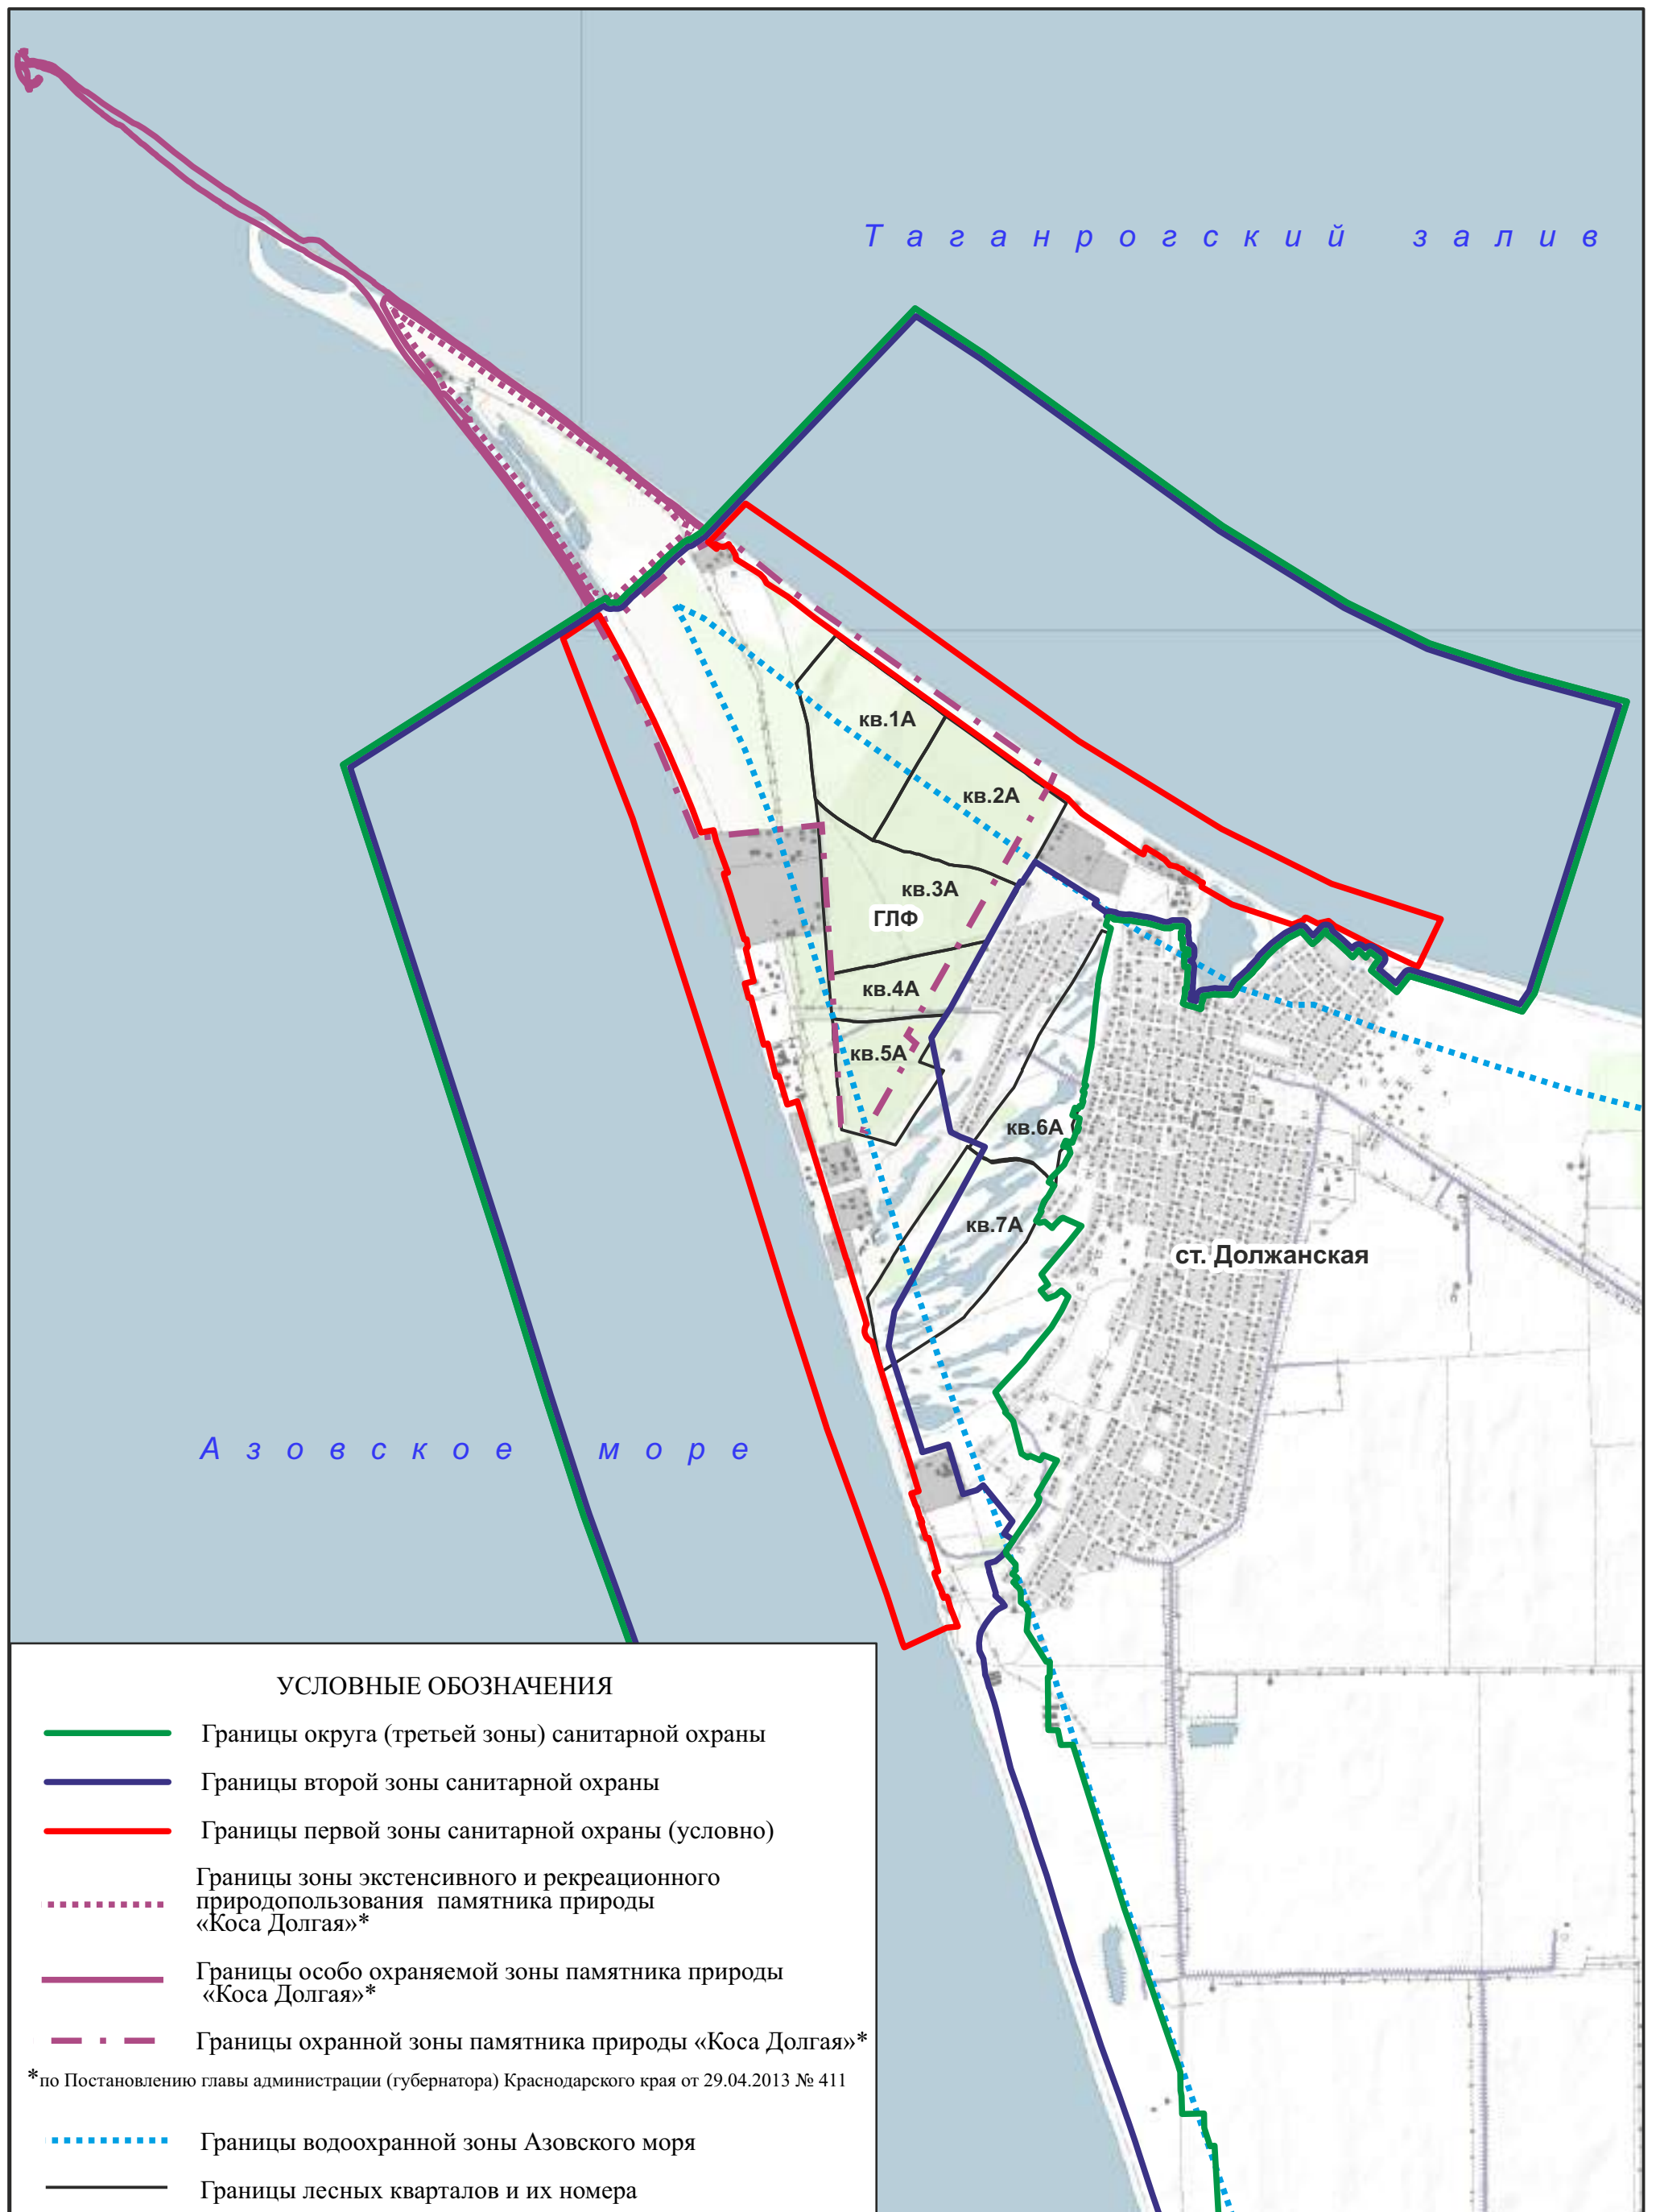 Таганрогский залив
кв.1А
кв.2А
кв.3А
ГЛФ
кв.4А
кв.5А
кв.6А
кв.7А
ст. Должанская
Азовское море
УСЛОВНЫЕ ОБОЗНАЧЕНИЯ
Границы округа (третьей зоны) санитарной охраны
Границы второй зоны санитарной охраны
Границы первой зоны санитарной охраны (условно)
Границы зоны экстенсивного и рекреационного
природопользования памятника природы
«Коса Долгая»*
Границы особо охраняемой зоны памятника природы
«Коса Долгая»*
Границы охранной зоны памятника природы «Коса Долгая»*
*по Постановлению главы администрации (губернатора) Краснодарского края от 29.04.2013 № 411
Границы водоохранной зоны Азовского моря
Границы лесных кварталов и их номера